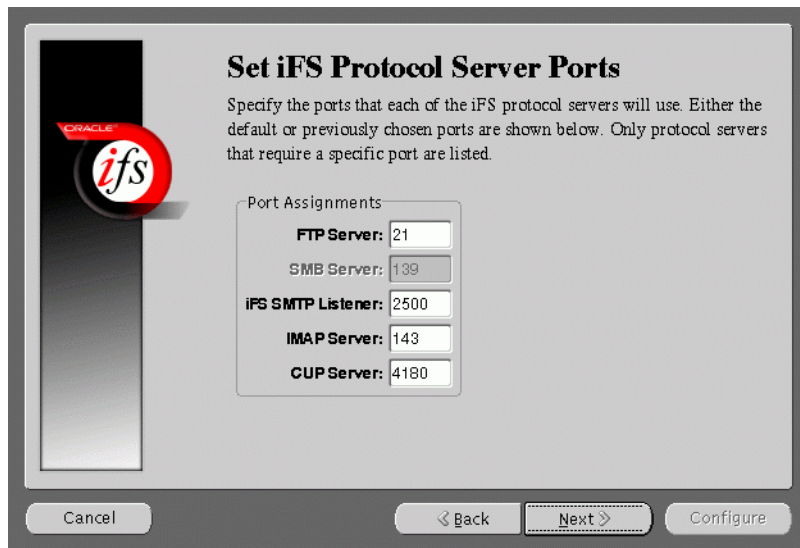 Set iFS Protocol Server Ports
Specify the ports that each of the iFS protocol servers will use. Either the
default or previously chosen ports are shown below. Only protocol servers
that require a specific port are listed.
ORACLE
ifs
Port Assignments
FTP Server: 21
SMB Server: 139
iFS SMTP Listener: 2500
IMAP Server: 143
CUP Server: 4180
Cancel
Back
Next
Configure